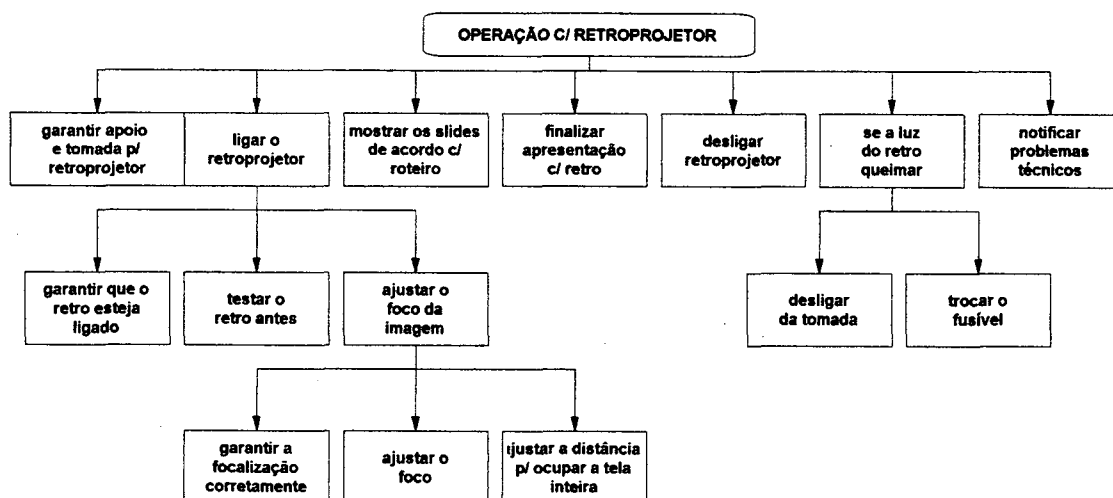 OPERAÇÃO C/ RETROPROJETOR
garantir apoio
e tomada p/
retroprojetor
ligar o
retroprojetor
mostrar os slides
de acordo c/
roteiro
finalizar
apresentação
c/ retro
desligar
retroprojetor
se a luz
do retro
queimar
notificar
problemas
técnicos
garantir que o
retro esteja
ligado
testar o
retro antes
ajustar o
foco da
imagem
desligar
da tomada
trocar o
fusível
garantir a
focalização
corretamente
ajustar o
foco
ijustar a distância
p/ ocupar a tela
inteira